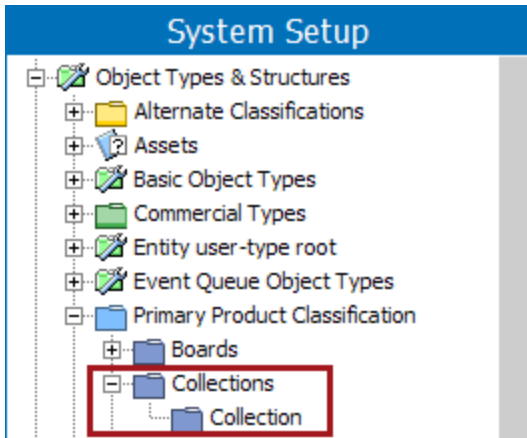 System Setup
Object Types & Structures
Alternate Classifications
Assets
Basic Object Types
Commercial Types
Entity user-type root
Event Queue Object Types
Primary Product Classification
Boards
Collections
Collection